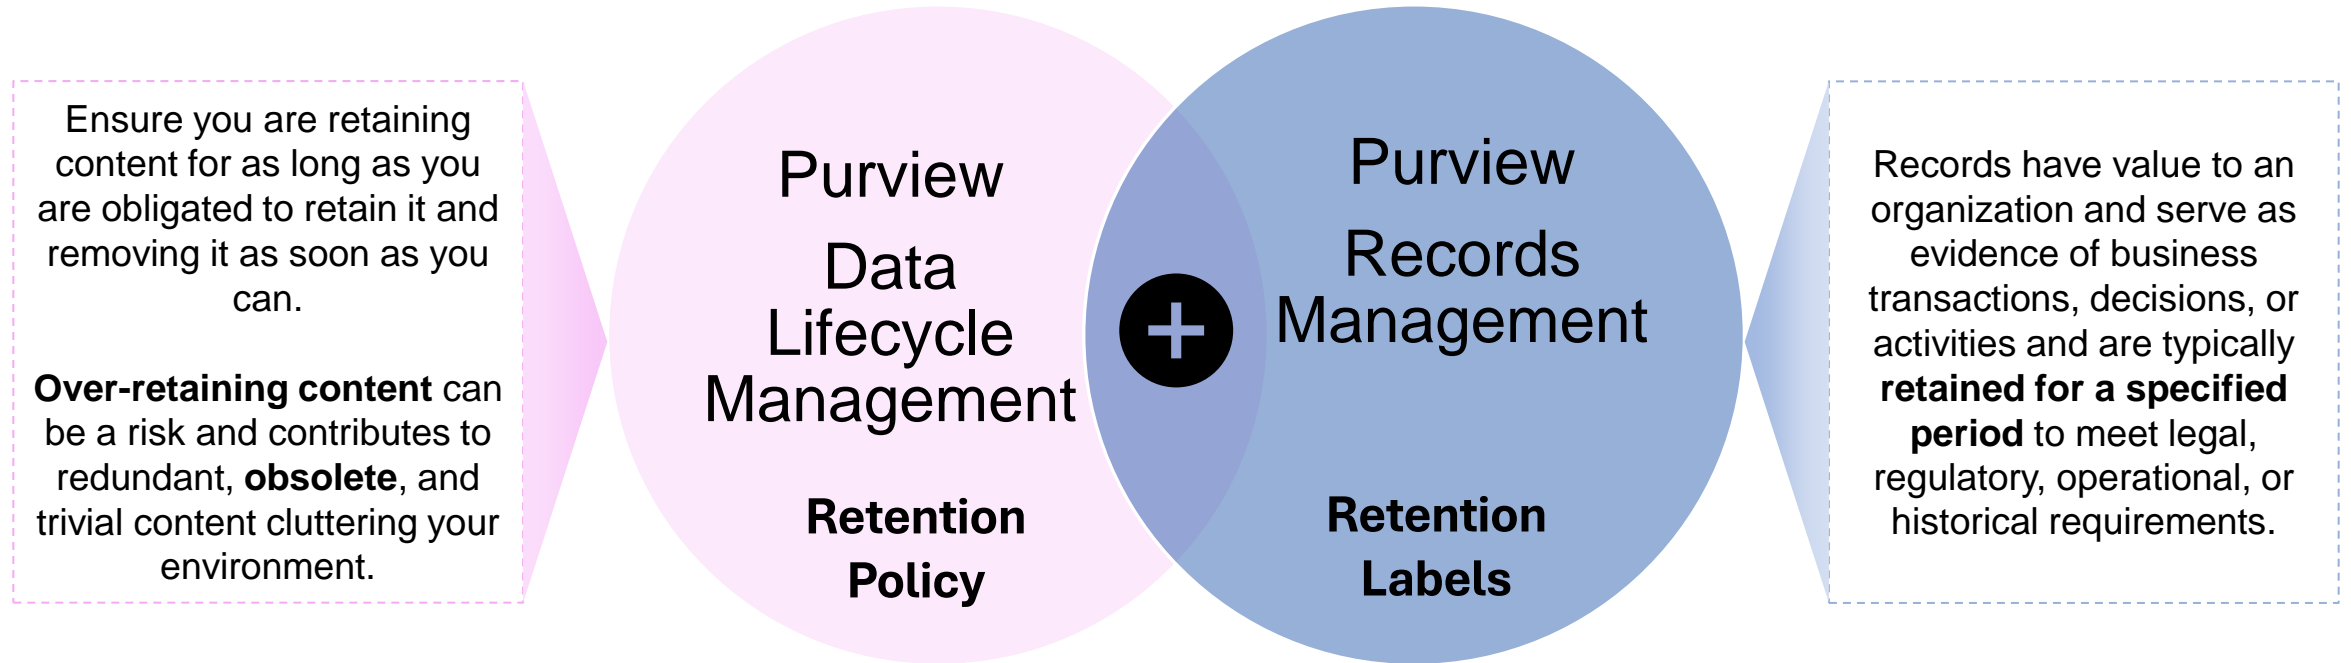 Ensure you are retaining
content for as long as you
are obligated to retain it and
removing it as soon as you
can.
Over-retaining content can
be a risk and contributes to
redundant, obsolete, and
trivial content cluttering your
environment.
Purview
Data
Lifecycle
Management
Retention
Policy
+
Purview
Records
Management
Retention
Labels
Records have value to an
organization and serve as
evidence of business
transactions, decisions, or
activities and are typically
retained for a specified
period to meet legal,
regulatory, operational, or
historical requirements.